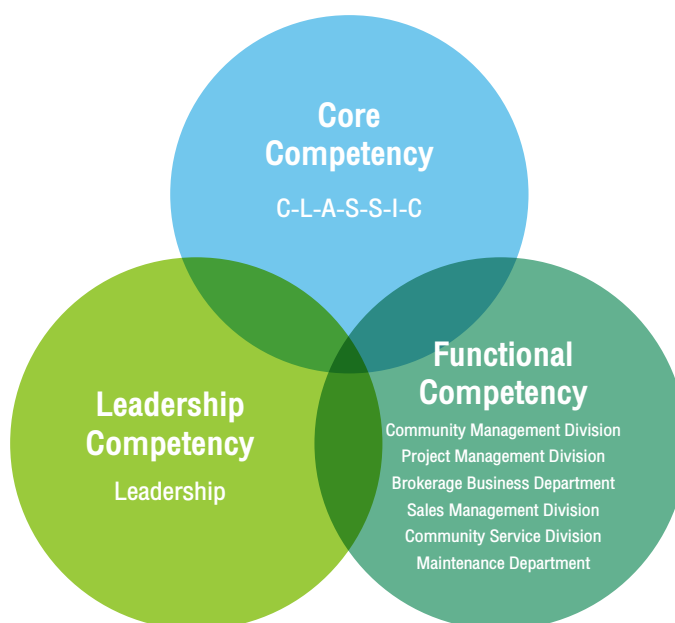 Core
Competency
C-L-A-S-S-I-C
Leadership
Competency
Leadership
Functional
Competency
Community Management Division
Project Management Division
Brokerage Business Department
Sales Management Division
Community Service Division
Maintenance Department